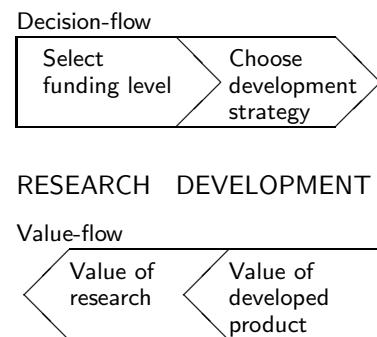 Decision-flow
Select
funding level
Choose
development
strategy
RESEARCH DEVELOPMENT
Value-flow
Value of
research
Value of
developed
product